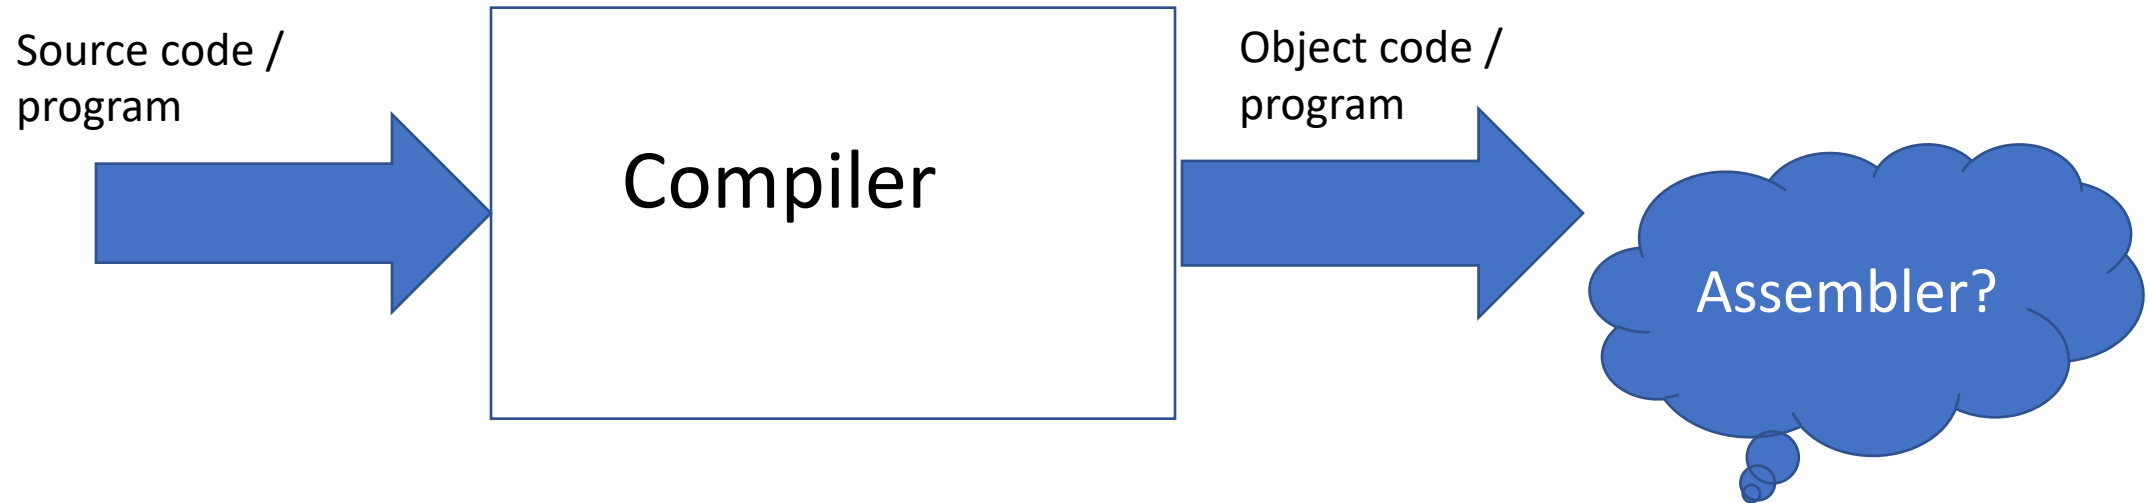 Source code /
program
Compiler
Object code /
program
Assembler?